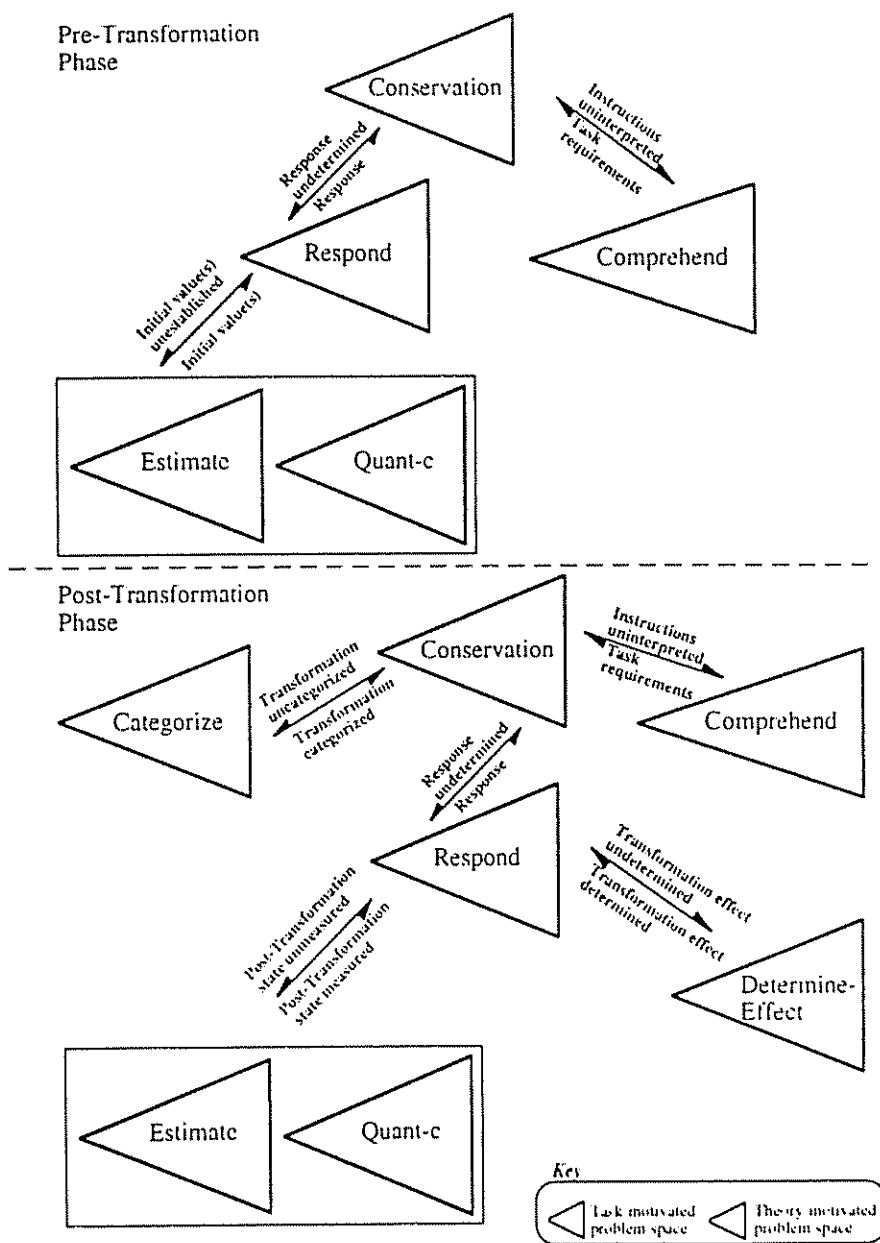 Pre-Transformation
Phase
Conservation
Instructions
uninterpreted
Task
requirements
Response
undetermined
Response
Respond
Comprehend
Initial value(s)
unestablished
Initial value(s)
Estimate
Quant-c
Post-Transformation
Phase
Conservation
Instructions
uninterpreted
Task
requirements
Transformation
uncategorized
Transformation
categorized
Categorize
Comprehend
Response
undetermined
Response
Respond
Transformation effect
undetermined
Transformation effect
determined
Post-Transformation
state unmeasured
Post-Transformation
state measured
Determine-
Effect
Estimate
Quant-c
Key
Task motivated
problem space
Theory motivated
problem space